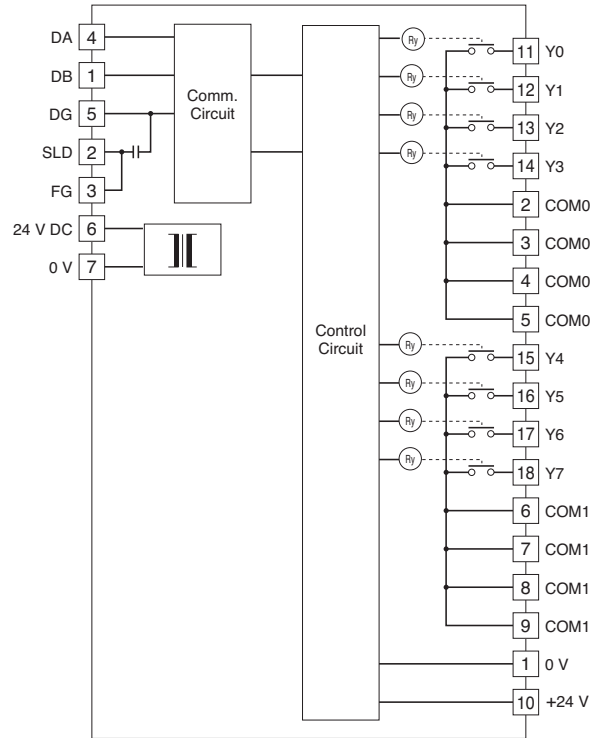 DA 4
DB 1
DG 5
SLD 2
FG 3
24 V DC 6
0 V 7
Comm.
Circuit
Control
Circuit
Ry 11 Y0
Ry 12 Y1
Ry 13 Y2
Ry 14 Y3
2 COM0
3 COM0
4 COM0
5 COM0
Ry 15 Y4
Ry 16 Y5
Ry 17 Y6
Ry 18 Y7
6 COM1
7 COM1
8 COM1
9 COM1
1 0 V
10 +24 V